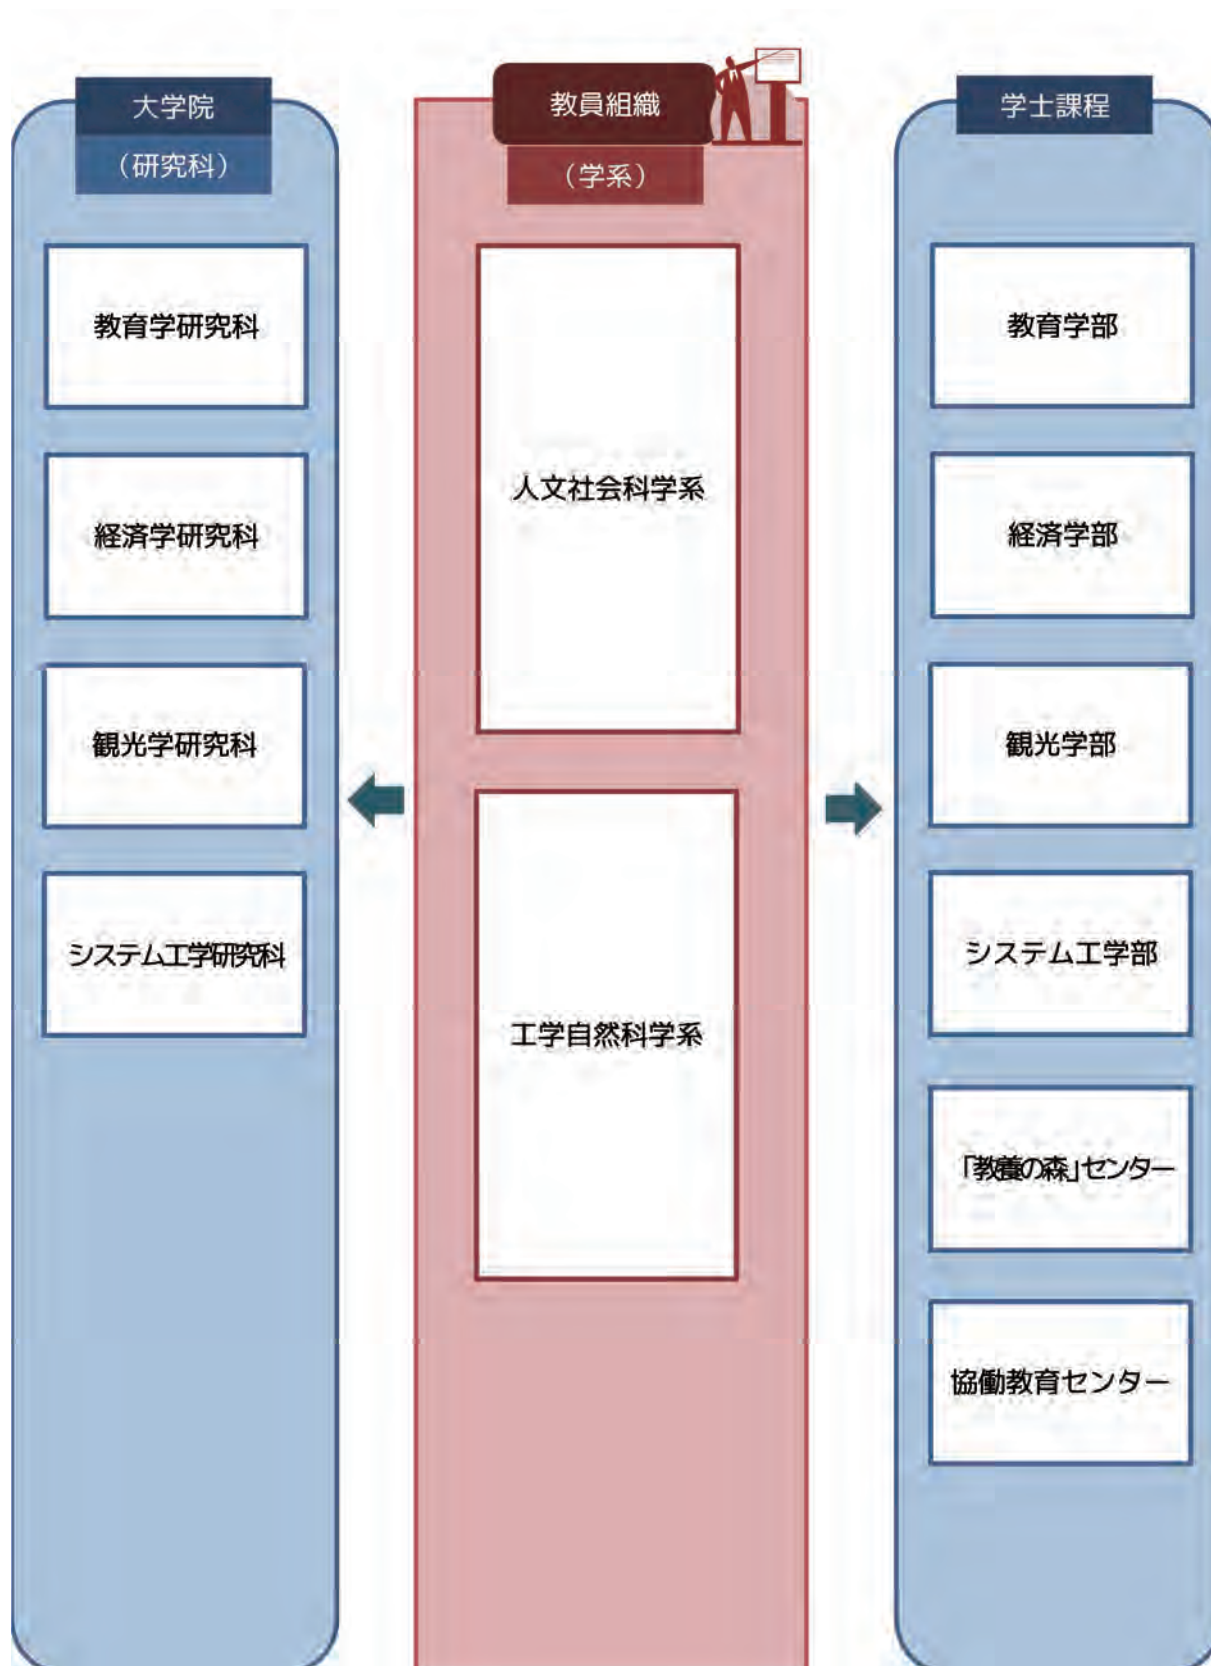 大学院
（研究科）
教育学研究科
経済学研究科
観光学研究科
システム工学研究科
教員組織
（学系）
人文社会科学系
工学自然科学系
学士課程
教育学部
経済学部
観光学部
システム工学部
「教養の森」センター
協働教育センター